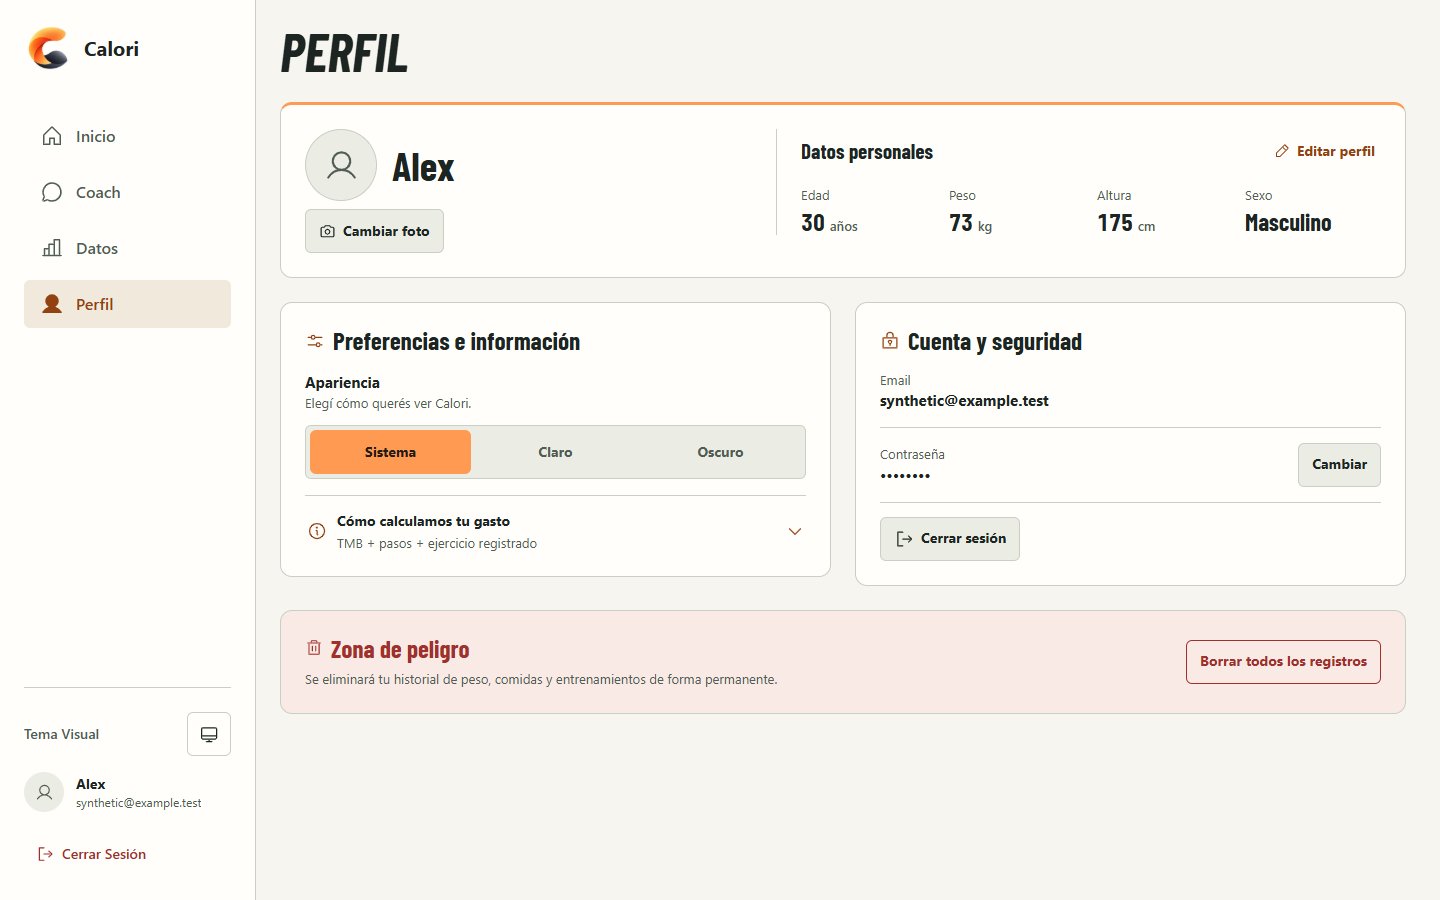 Calori
Inicio
Coach
Datos
Perfil
Tema Visual
Alex
synthetic@example.test
Cerrar Sesión
PERFIL
Alex
Cambiar foto
Datos personales
Editar perfil
Edad
30 años
Peso
73 kg
Altura
175 cm
Sexo
Masculino
Preferencias e información
Apariencia
Elegí cómo querés ver Calori.
Sistema
Claro
Oscuro
Cómo calculamos tu gasto
TMB + pasos + ejercicio registrado
Cuenta y seguridad
Email
synthetic@example.test
Contraseña
••••••••
Cambiar
Cerrar sesión
Zona de peligro
Se eliminará tu historial de peso, comidas y entrenamientos de forma permanente.
Borrar todos los registros